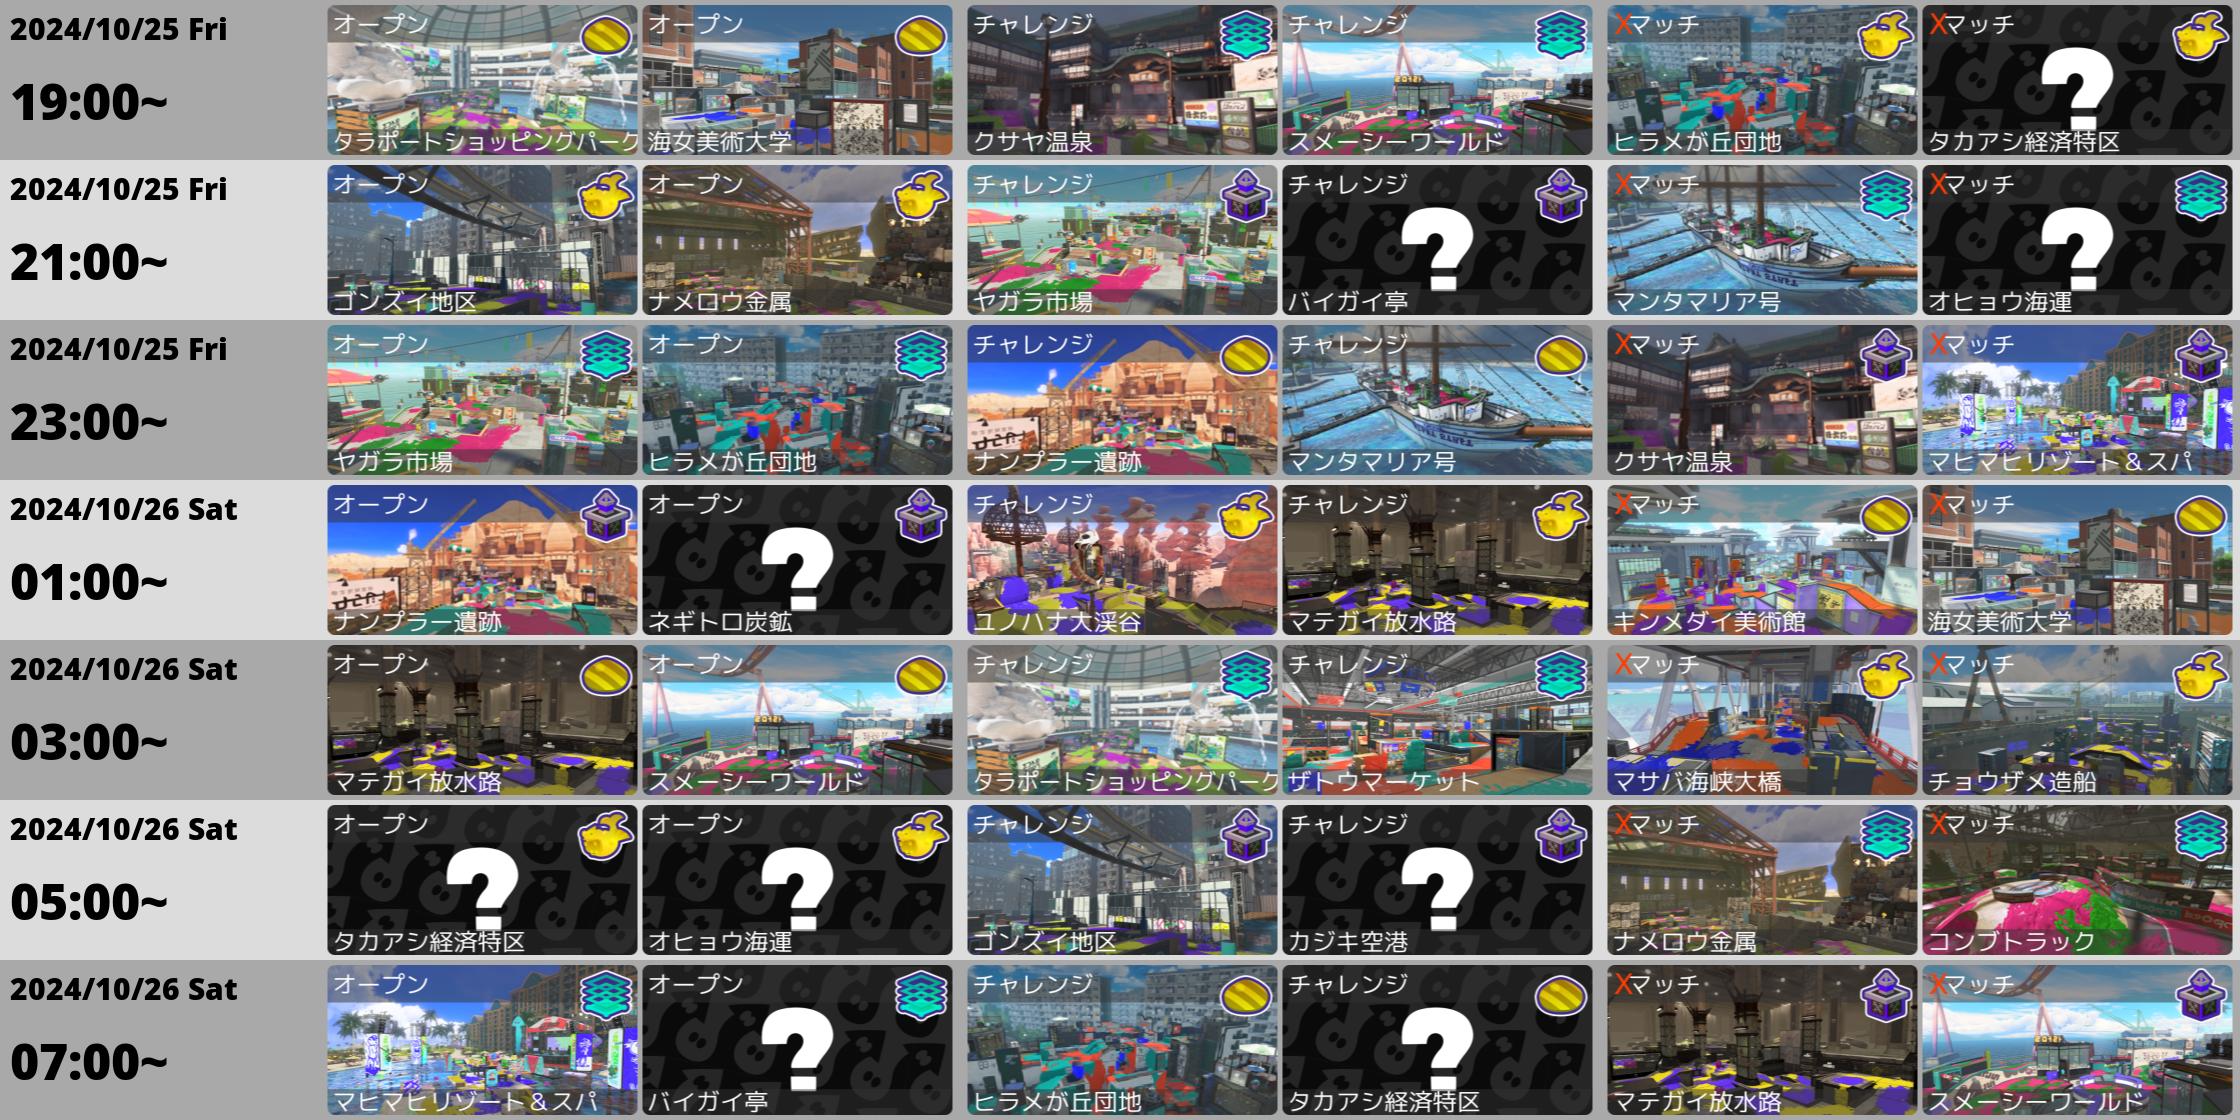 2024/10/25 Fri
19:00~
オープン
タラポートショッピングパーク
オープン
海女美術大学
チャレンジ
クサヤ温泉
チャレンジ
スメーシーワールド
Xマッチ
ヒラメが丘団地
Xマッチ
?
タカアシ経済特区
2024/10/25 Fri
21:00~
オープン
ゴンズイ地区
オープン
ナメロウ金属
チャレンジ
ヤガラ市場
チャレンジ
?
バイガイ亭
Xマッチ
マンタマリア号
Xマッチ
?
オヒョウ海運
2024/10/25 Fri
23:00~
オープン
ヤガラ市場
オープン
ヒラメが丘団地
チャレンジ
ナンプラー遺跡
チャレンジ
マンタマリア号
Xマッチ
クサヤ温泉
Xマッチ
マヒマヒリゾート&スパ
2024/10/26 Sat
01:00~
オープン
ナンプラー遺跡
オープン
?
ネギトロ炭鉱
チャレンジ
ユノハナ大渓谷
チャレンジ
マテガイ放水路
Xマッチ
キンメダイ美術館
Xマッチ
海女美術大学
2024/10/26 Sat
03:00~
オープン
マテガイ放水路
オープン
スメーシーワールド
チャレンジ
タラポートショッピングパーク
チャレンジ
ザトウマーケット
Xマッチ
マサバ海峡大橋
Xマッチ
チョウザメ造船
2024/10/26 Sat
05:00~
オープン
?
タカアシ経済特区
オープン
?
オヒョウ海運
チャレンジ
ゴンズイ地区
チャレンジ
?
カジキ空港
Xマッチ
ナメロウ金属
Xマッチ
コンブトラック
2024/10/26 Sat
07:00~
オープン
マヒマヒリゾート&スパ
オープン
?
バイガイ亭
チャレンジ
ヒラメが丘団地
チャレンジ
?
タカアシ経済特区
Xマッチ
マテガイ放水路
Xマッチ
スメーシーワールド